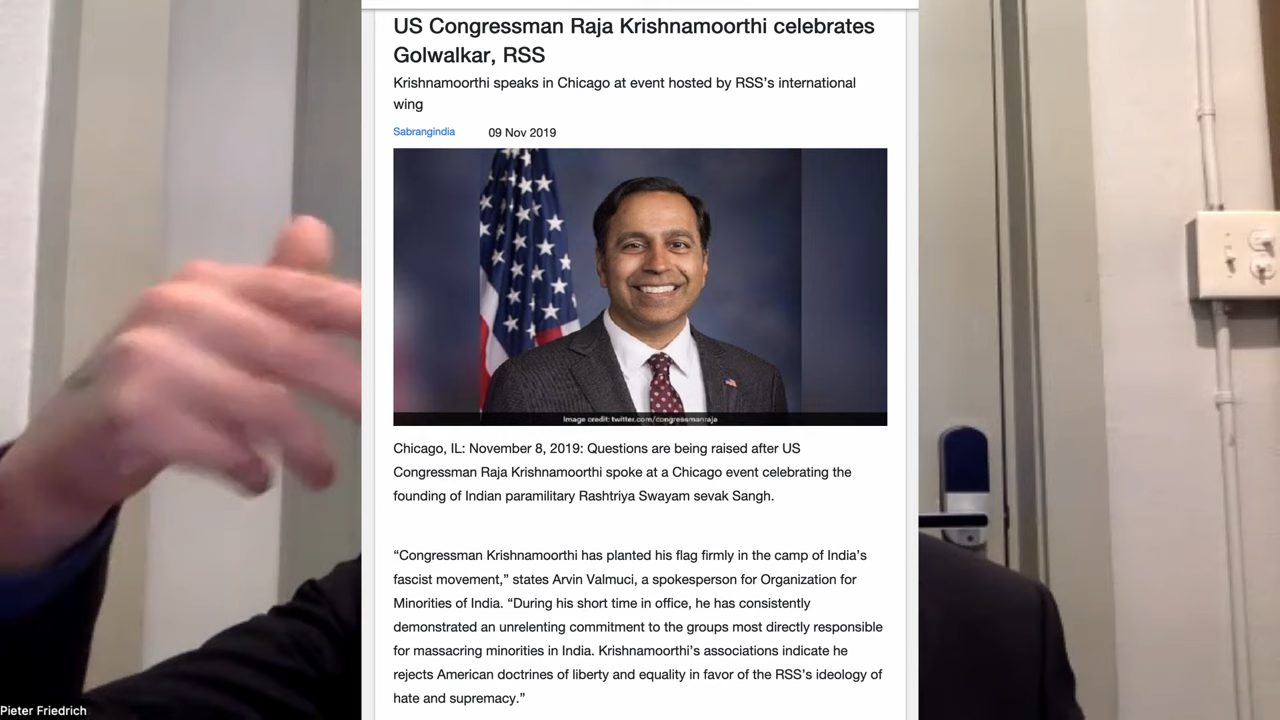 US Congressman Raja Krishnamoorthi celebrates
Golwalkar, RSS
Krishnamoorthi speaks in Chicago at event hosted by RSS’s international
wing
Sabrangindia 09 Nov 2019
Image credit: twitter.com/congressmanraja
Chicago, IL: November 8, 2019: Questions are being raised after US
Congressman Raja Krishnamoorthi spoke at a Chicago event celebrating the
founding of Indian paramilitary Rashtriya Swayam sevak Sangh.
“Congressman Krishnamoorthi has planted his flag firmly in the camp of India’s
fascist movement,” states Arvin Valmuci, a spokesperson for Organization for
Minorities of India. “During his short time in office, he has consistently
demonstrated an unrelenting commitment to the groups most directly responsible
for massacring minorities in India. Krishnamoorthi’s associations indicate he
rejects American doctrines of liberty and equality in favor of the RSS’s ideology of
hate and supremacy.”
Pieter Friedrich